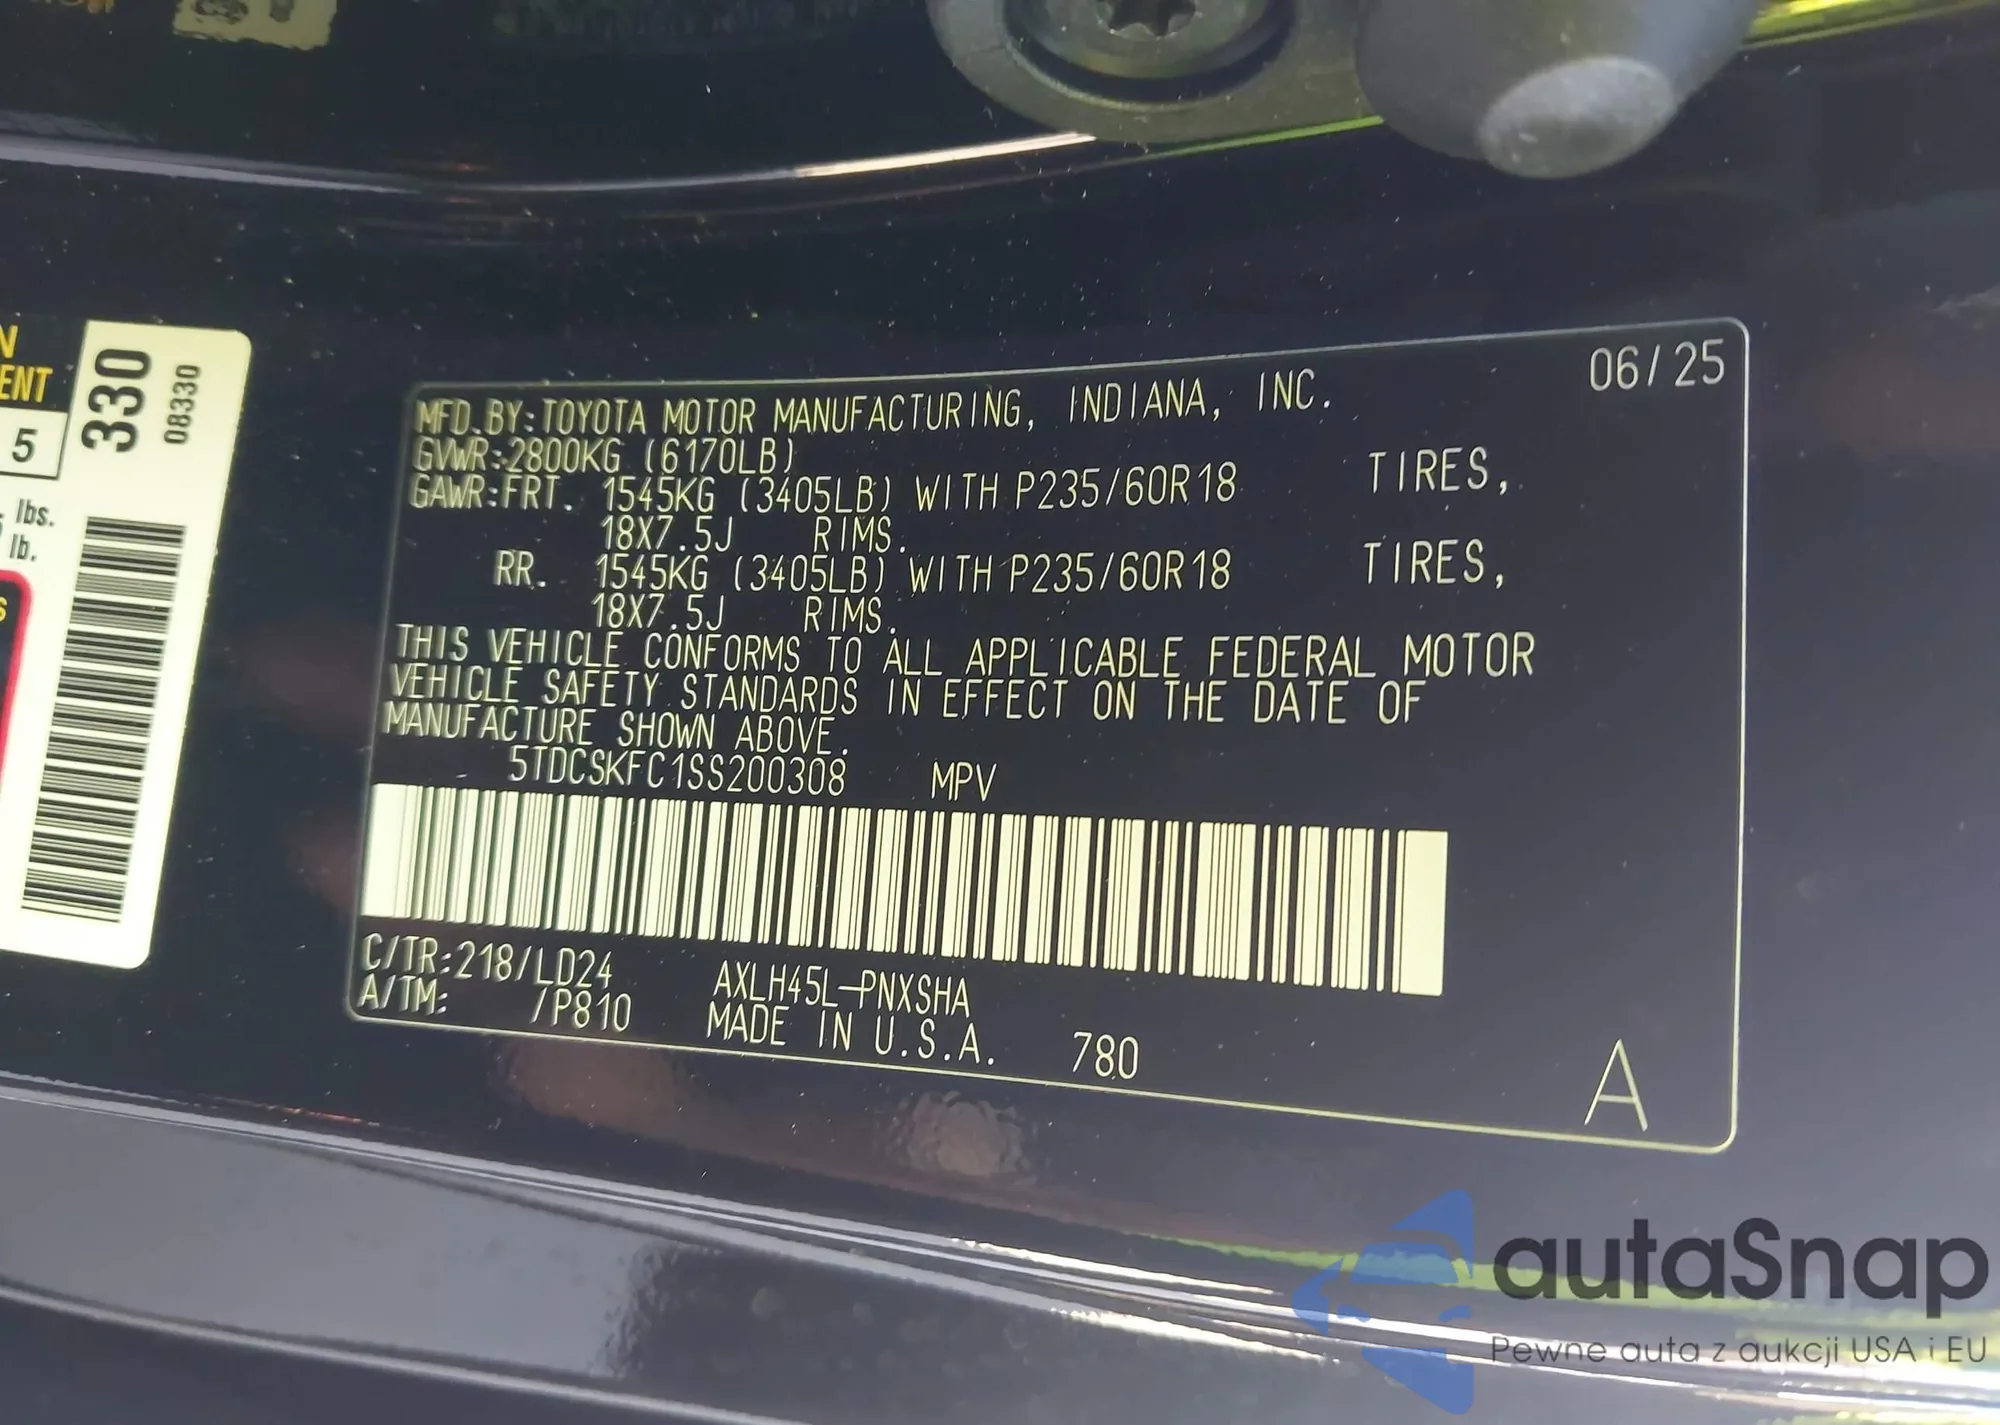 N
ENT
5
lbs.
lb.
330
08330
06/25
MFD.BY:TOYOTA MOTOR MANUFACTURING, INDIANA, INC.
GVWR:2800KG (6170LB)
GAWR:FRT. 1545KG (3405LB) WITH P235/60R18 TIRES,
18X7.5J RIMS.
RR. 1545KG (3405LB) WITH P235/60R18 TIRES,
18X7.5J RIMS.
THIS VEHICLE CONFORMS TO ALL APPLICABLE FEDERAL MOTOR
VEHICLE SAFETY STANDARDS IN EFFECT ON THE DATE OF
MANUFACTURE SHOWN ABOVE.
5TDCSKFC1SS200308 MPV
C/TR:218/LD24 AXLH45L-PNXSHA
A/TM: /P810 MADE IN U.S.A. 780
A
autaSnap
Pewne auta z aukcji USA i EU